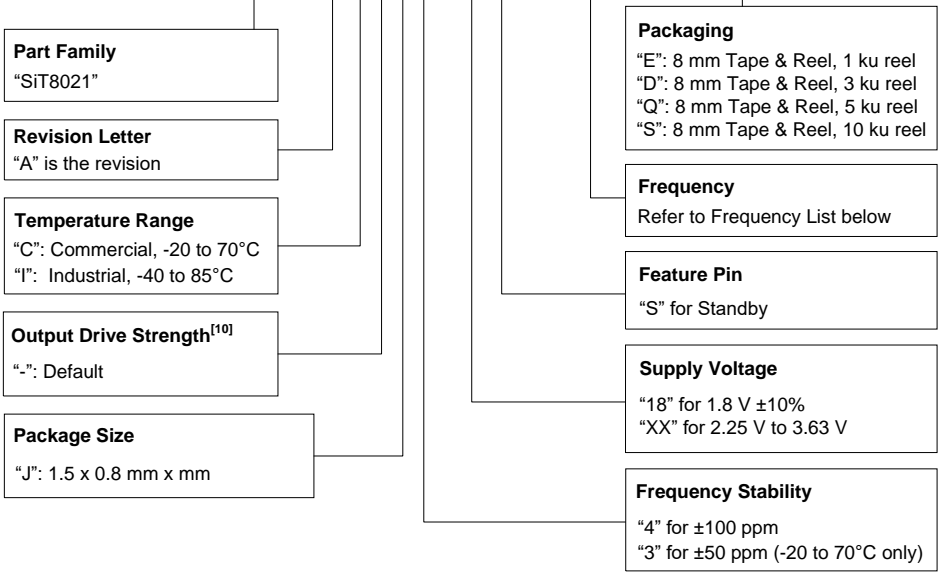 Part Family
“SiT8021”
Revision Letter
“A” is the revision
Temperature Range
“C”: Commercial, -20 to 70°C
“I”: Industrial, -40 to 85°C
Output Drive Strength[10]
“-”: Default
Package Size
“J”: 1.5 x 0.8 mm x mm
Packaging
“E”: 8 mm Tape & Reel, 1 ku reel
“D”: 8 mm Tape & Reel, 3 ku reel
“Q”: 8 mm Tape & Reel, 5 ku reel
“S”: 8 mm Tape & Reel, 10 ku reel
Frequency
Refer to Frequency List below
Feature Pin
“S” for Standby
Supply Voltage
“18” for 1.8 V ±10%
“XX” for 2.25 V to 3.63 V
Frequency Stability
“4” for ±100 ppm
“3” for ±50 ppm (-20 to 70°C only)